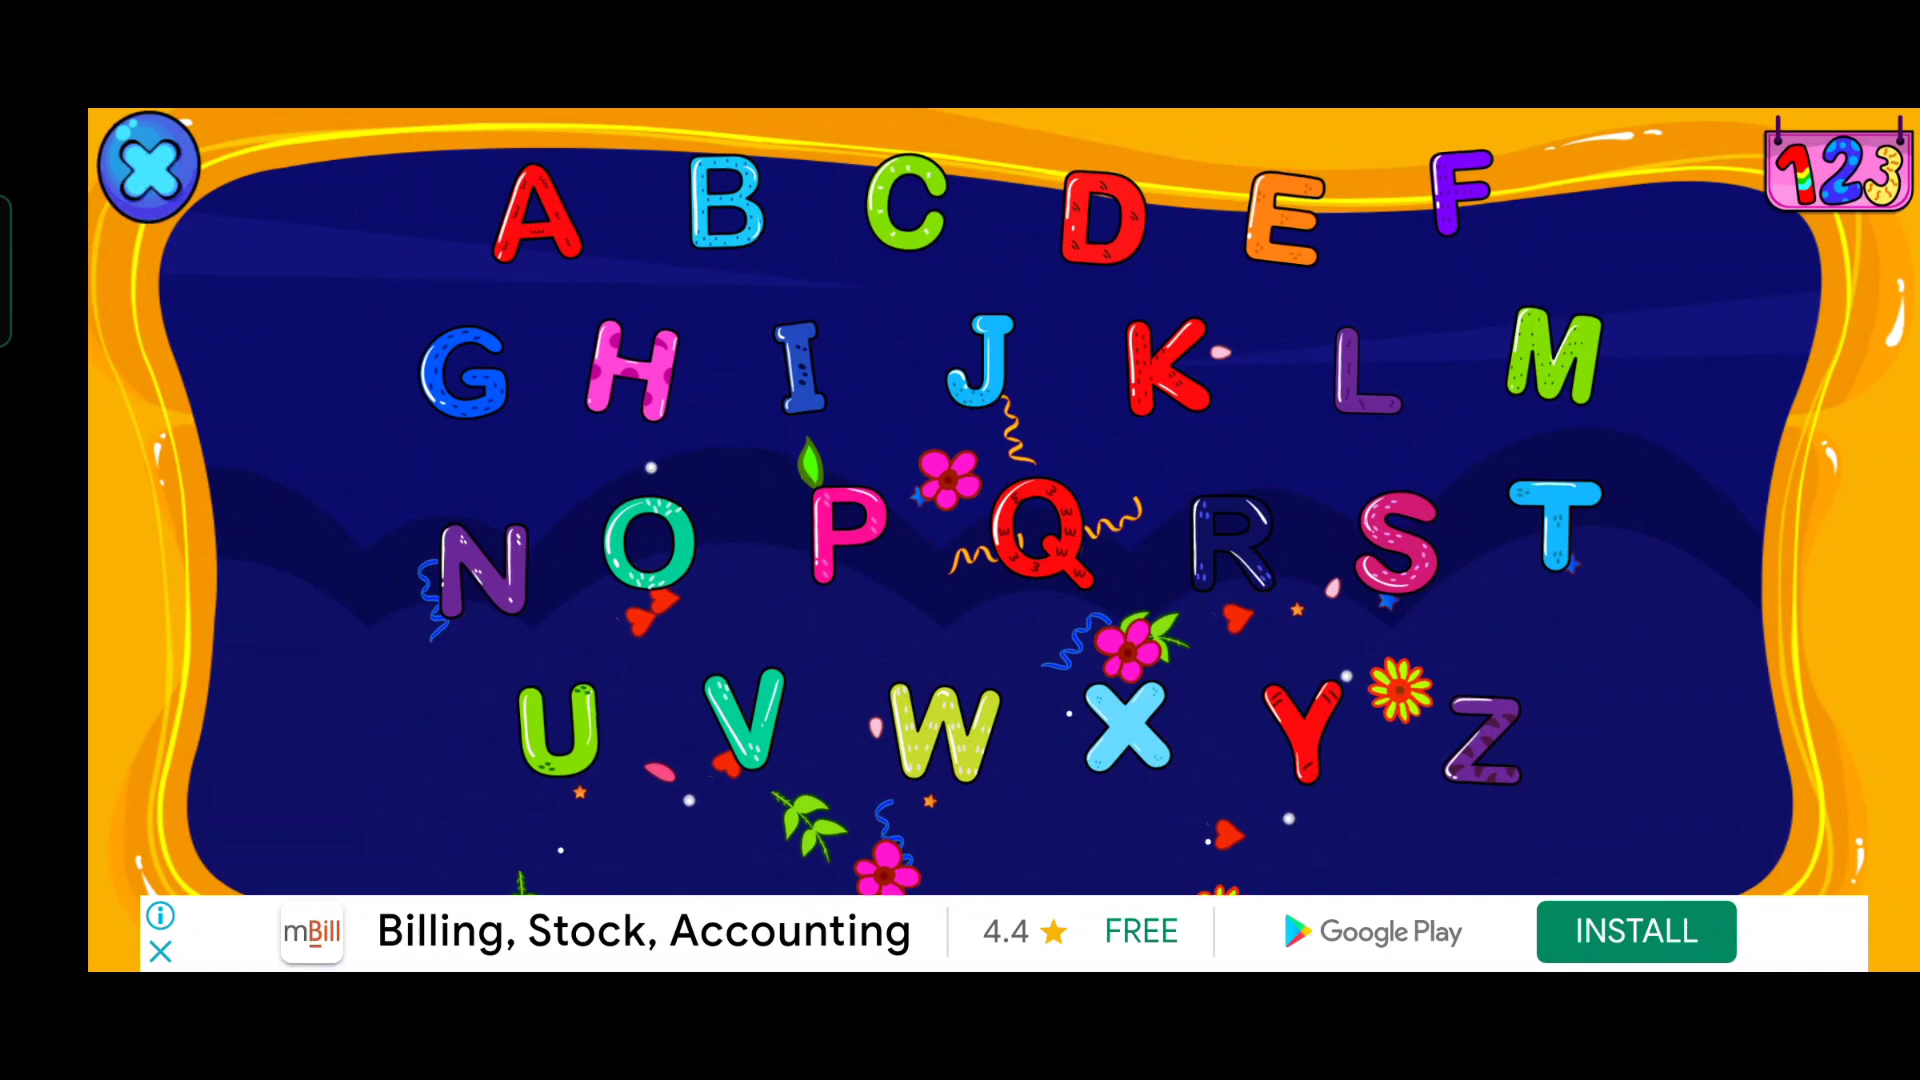 A B C D E F
123
G H I J K L M
N O P Q R S T
U V W X Y Z
mBill Billing, Stock, Accounting 4.4 FREE Google Play INSTALL